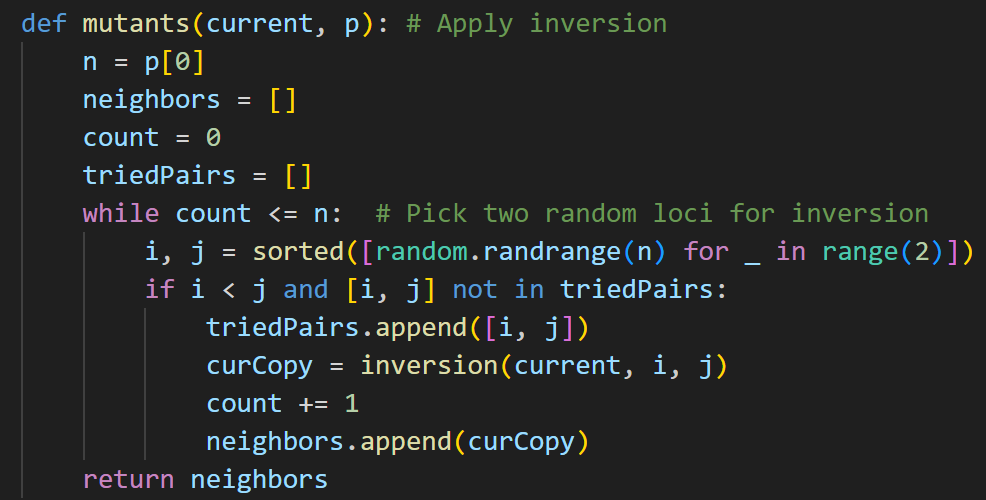 def mutants(current, p): # Apply inversion
    n = p[0]
    neighbors = []
    count = 0
    triedPairs = []
    while count <= n:  # Pick two random loci for inversion
        i, j = sorted([random.randrange(n) for _ in range(2)])
        if i < j and [i, j] not in triedPairs:
            triedPairs.append([i, j])
            curCopy = inversion(current, i, j)
            count += 1
            neighbors.append(curCopy)
    return neighbors